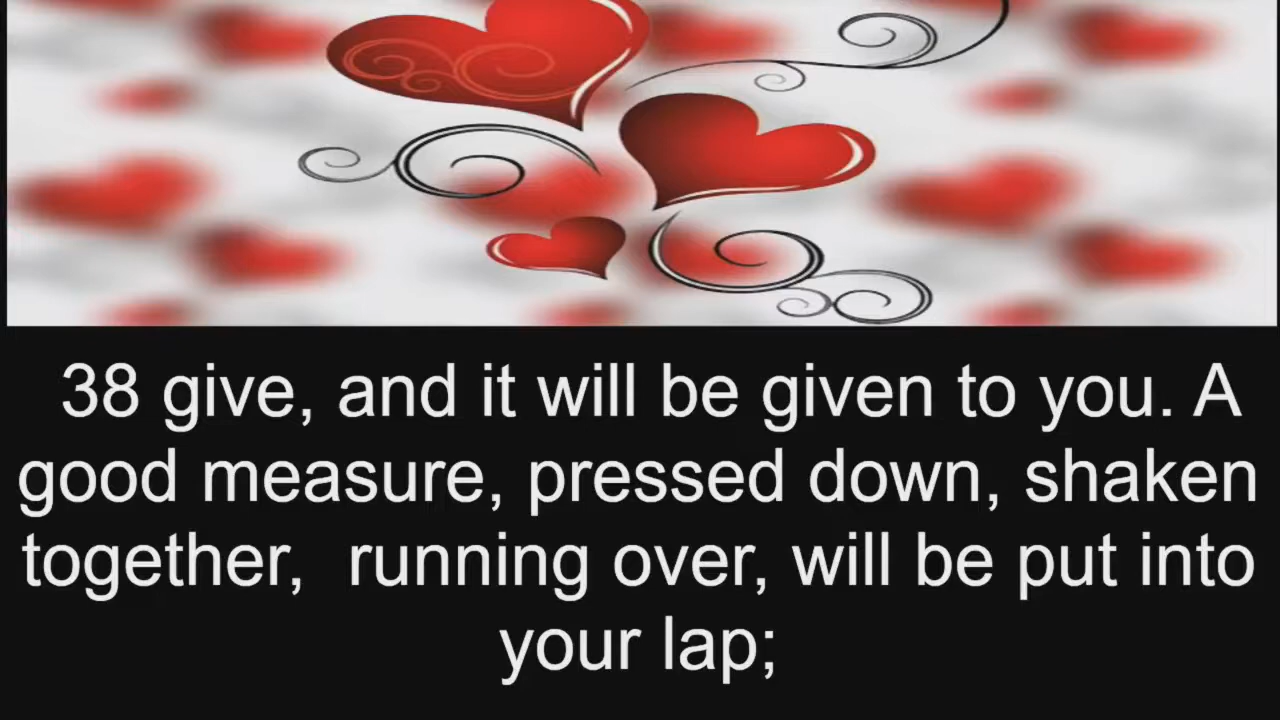 38 give, and it will be given to you. A
good measure, pressed down, shaken
together,  running over, will be put into
your lap;